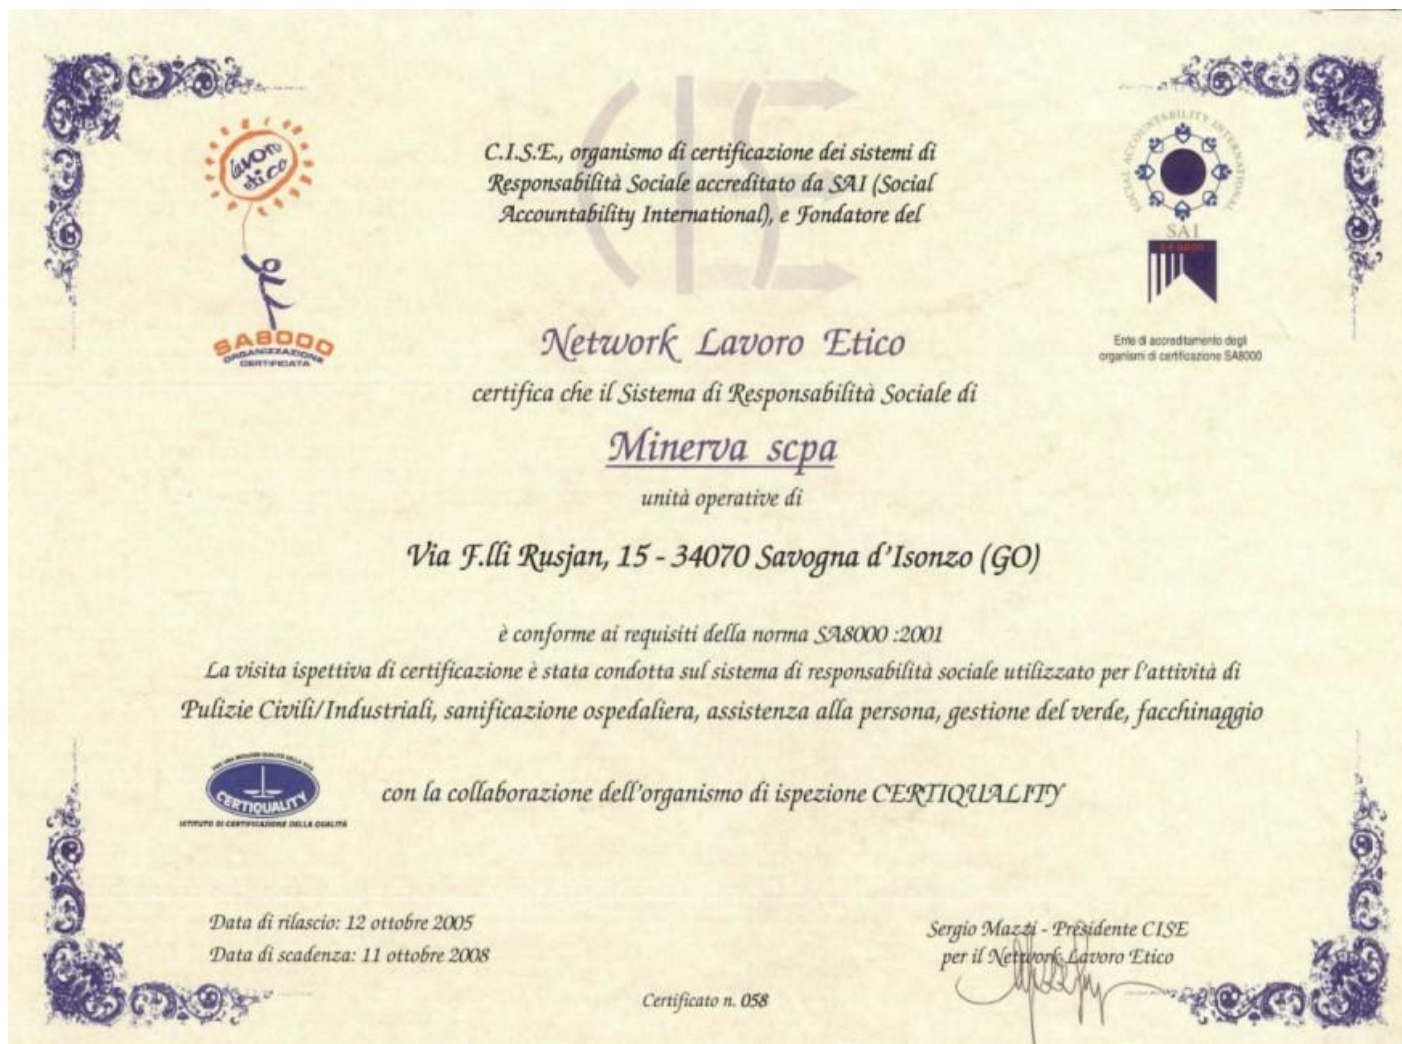 lavoro
etico
SA8000
ORGANIZZAZIONE
CERTIFICATA
CISE
C.I.S.E., organismo di certificazione dei sistemi di
Responsabilità Sociale accreditato da SAI (Social
Accountability International), e Fondatore del
SOCIAL ACCOUNTABILITY INTERNATIONAL
SAI
SA8000
Ente di accreditamento degli
organismi di certificazione SA8000
Network Lavoro Etico
certifica che il Sistema di Responsabilità Sociale di
Minerva scpa
unità operative di
Via F.lli Rusjan, 15 - 34070 Savogna d'Isonzo (GO)
è conforme ai requisiti della norma SA8000 :2001
La visita ispettiva di certificazione è stata condotta sul sistema di responsabilità sociale utilizzato per l'attività di
Pulizie Civili/Industriali, sanificazione ospedaliera, assistenza alla persona, gestione del verde, facchinaggio
CERTIQUALITY
ISTITUTO DI CERTIFICAZIONE DELLA QUALITÀ
con la collaborazione dell'organismo di ispezione CERTIQUALITY
Data di rilascio: 12 ottobre 2005
Data di scadenza: 11 ottobre 2008
Sergio Mazzi - Presidente CISE
per il Network Lavoro Etico
Certificato n. 058